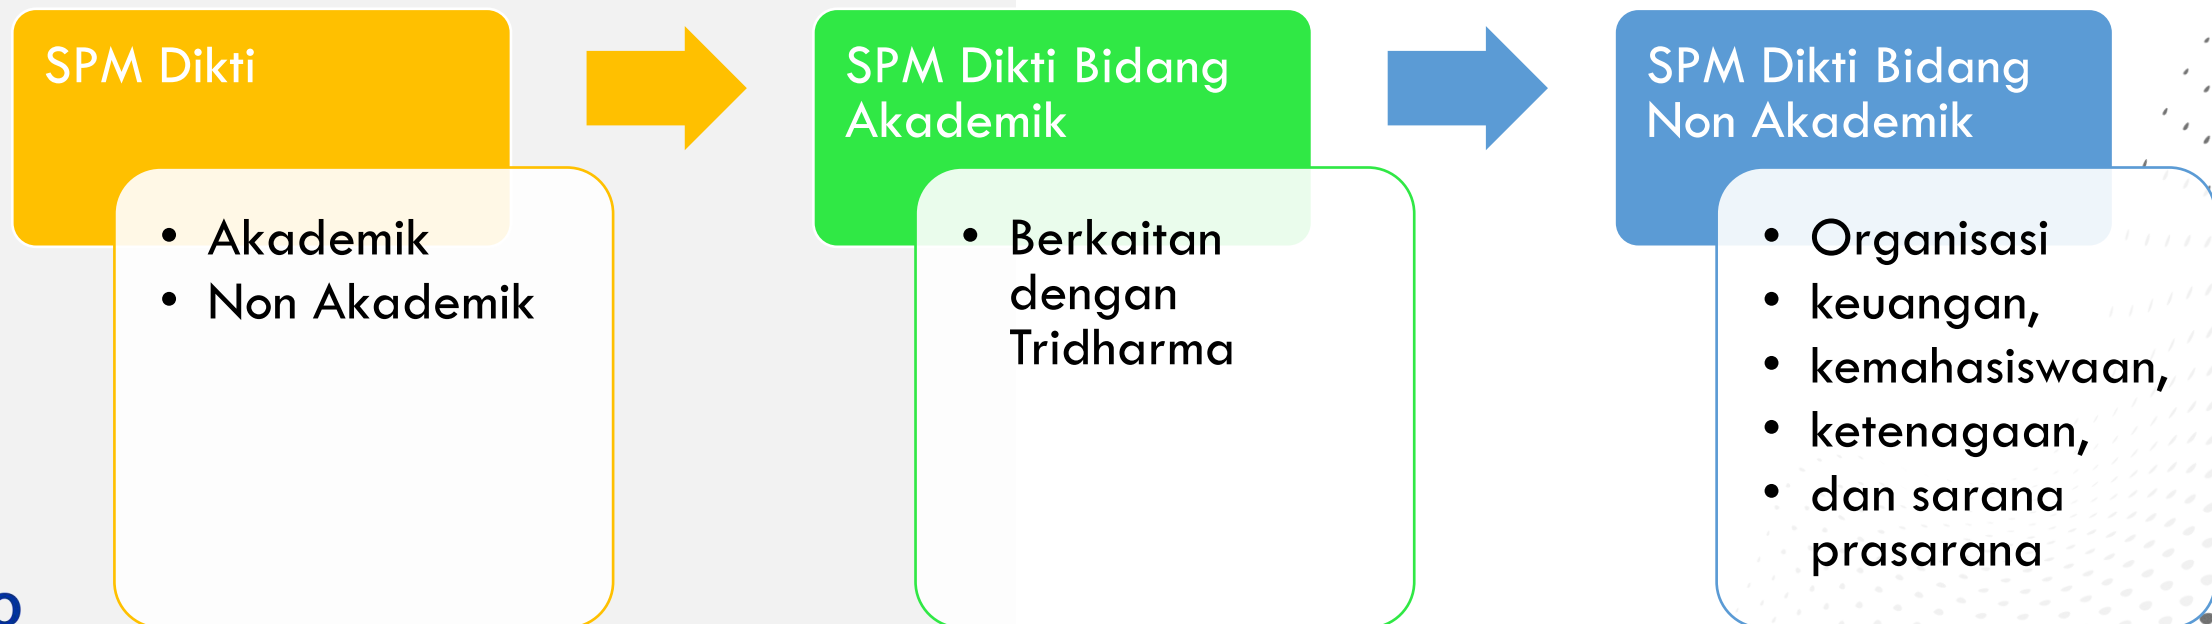 SPM Dikti
• Akademik
• Non Akademik
SPM Dikti Bidang
Akademik
• Berkaitan
dengan
Tridharma
SPM Dikti Bidang
Non Akademik
• Organisasi
• keuangan,
• kemahasiswaan,
• ketenagaan,
• dan sarana
prasarana